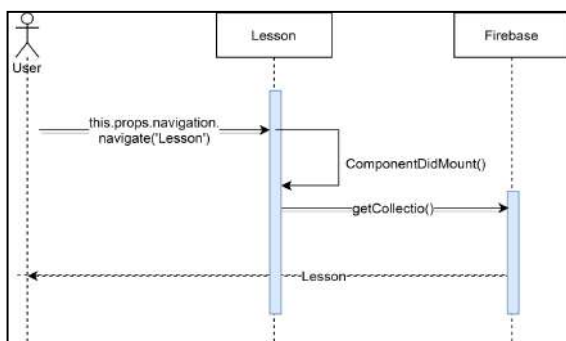 Lesson
Firebase
User
this.props.navigation.
navigate('Lesson')
ComponentDidMount()
getCollectio()
Lesson